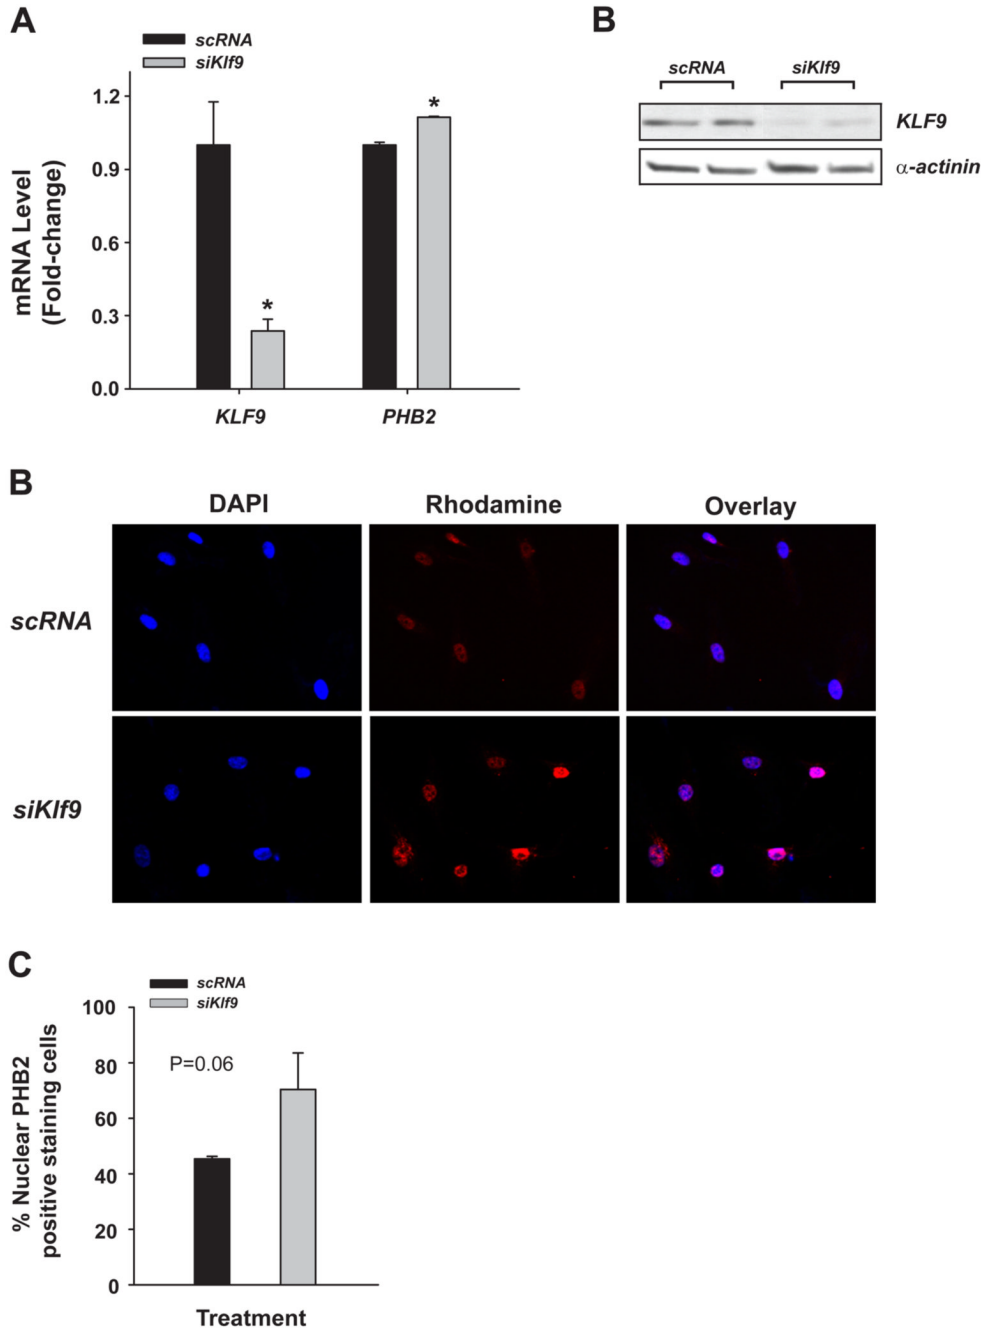 A
scRNA
siKlf9
mRNA Level
(Fold-change)
1.2
0.9
0.6
0.3
0.0
*
*
KLF9
PHB2
B
scRNA
siKlf9
KLF9
α-actinin
B
DAPI
Rhodamine
Overlay
scRNA
siKlf9
C
scRNA
siKlf9
% Nuclear PHB2
positive staining cells
100
80
60
40
20
0
P=0.06
Treatment